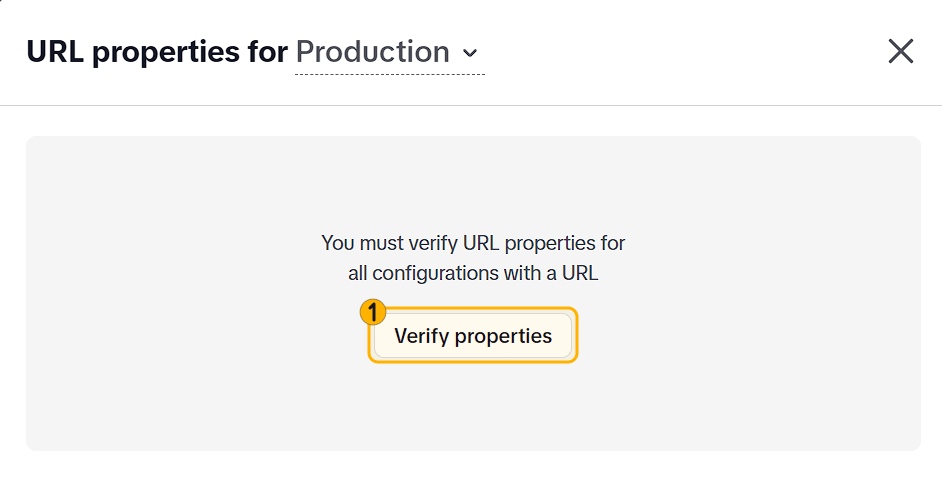 URL properties for Production
You must verify URL properties for
all configurations with a URL
1
Verify properties